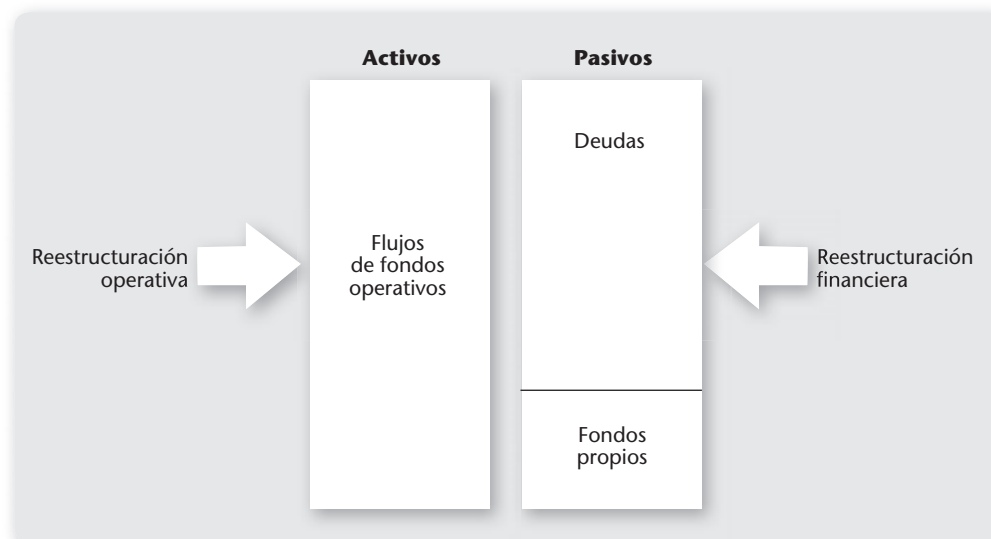 Activos
Pasivos
Deudas
Reestructuración
operativa
Flujos
de fondos
operativos
Reestructuración
financiera
Fondos
propios